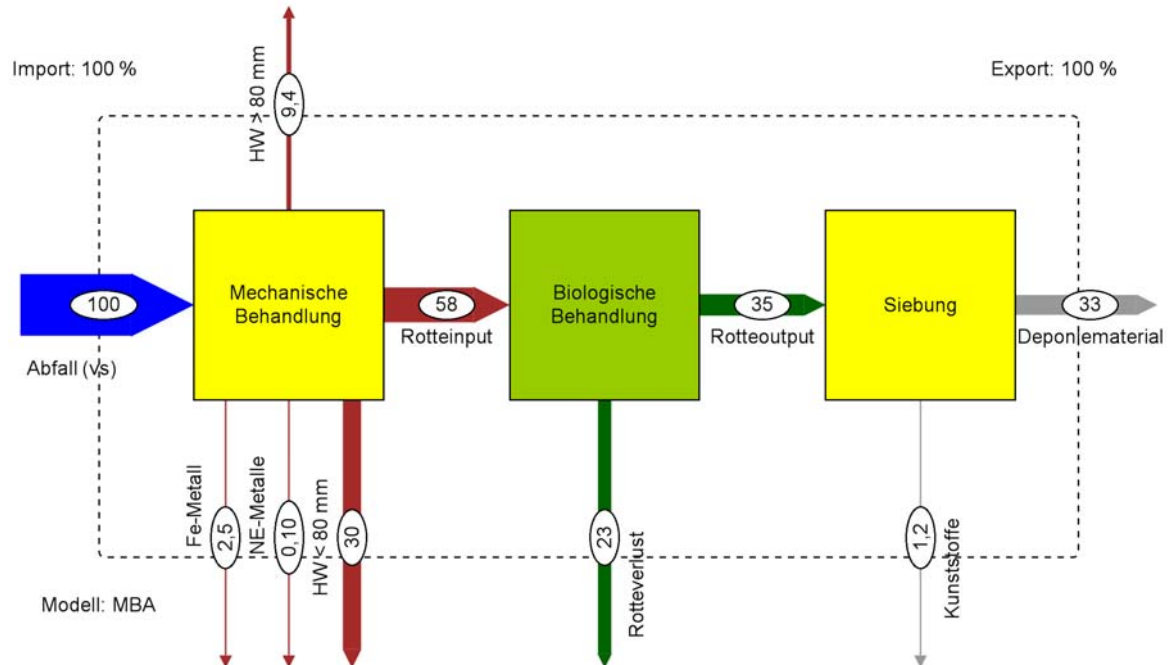 Import: 100 %
Export: 100 %
HW > 80 mm
9,4
Mechanische
Behandlung
Biologische
Behandlung
Siebung
100
58
35
33
Abfall (vs)
Rotteinput
Rotteoutput
Deponiematerial
Fe-Metall
2,5
NE-Metalle
0,10
HW < 80 mm
30
23
Rotteverlust
1,2
Kunststoffe
Modell: MBA